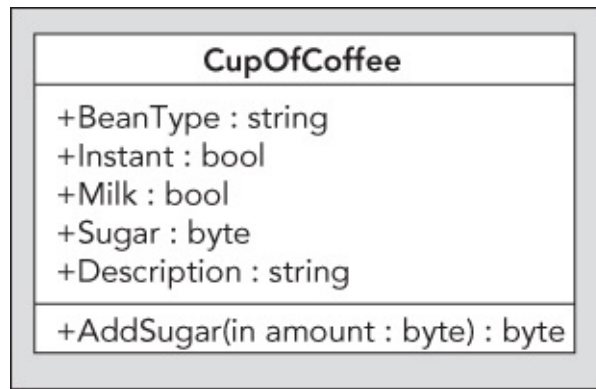 CupOfCoffee
+BeanType : string
+Instant : bool
+Milk : bool
+Sugar : byte
+Description : string
+AddSugar(in amount : byte) : byte